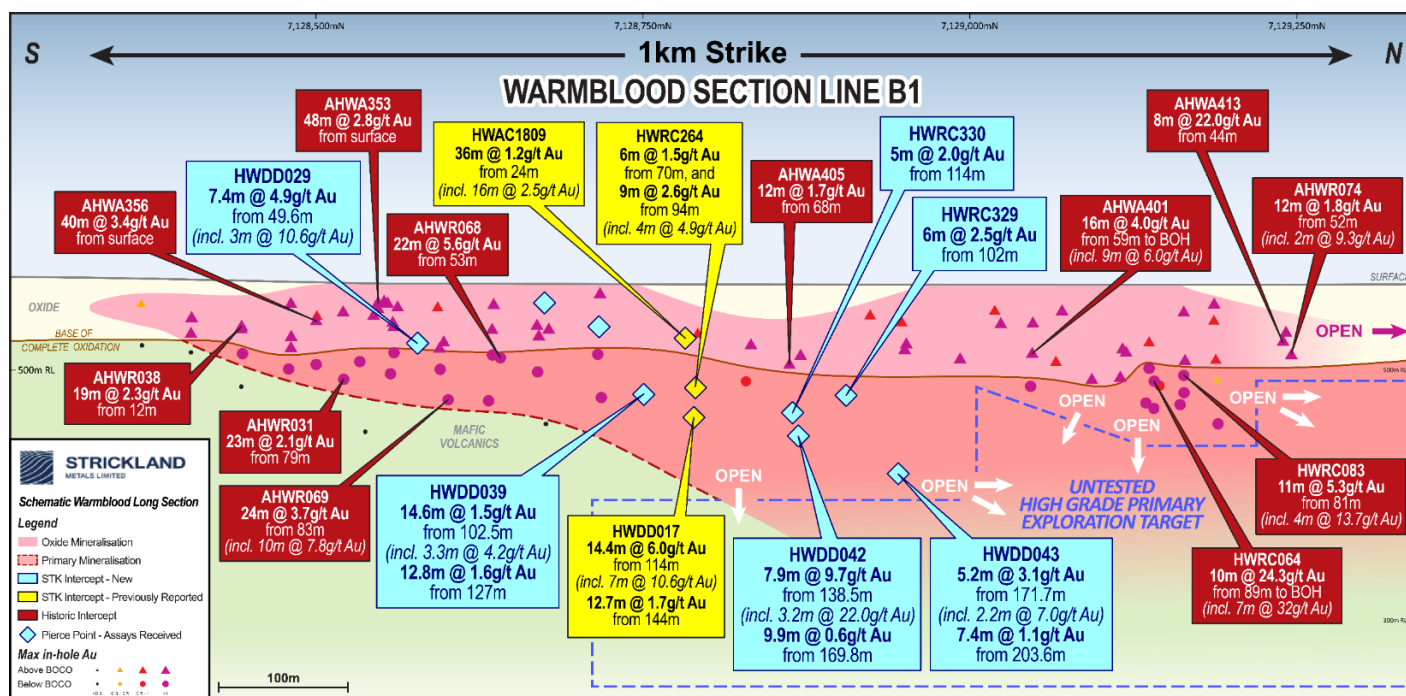 7,128,500mN
7,128,750mN
7,129,000mN
7,129,250mN
S
1km Strike
N
WARMBLOOD SECTION LINE B1
AHWA353
48m @ 2.8g/t Au
from surface
HWAC1809
36m @ 1.2g/t Au
from 24m
(incl. 16m @ 2.5g/t Au)
HWRC264
6m @ 1.5g/t Au
from 70m, and
9m @ 2.6g/t Au
from 94m
(incl. 4m @ 4.9g/t Au)
HWRC330
5m @ 2.0g/t Au
from 114m
AHWA413
8m @ 22.0g/t Au
from 44m
HWDD029
7.4m @ 4.9g/t Au
from 49.6m
(incl. 3m @ 10.6g/t Au)
AHWA356
40m @ 3.4g/t Au
from surface
AHWR068
22m @ 5.6g/t Au
from 53m
AHWA405
12m @ 1.7g/t Au
from 68m
HWRC329
6m @ 2.5g/t Au
from 102m
AHWA401
16m @ 4.0g/t Au
from 59m to BOH
(incl. 9m @ 6.0g/t Au)
AHWR074
12m @ 1.8g/t Au
from 52m
(incl. 2m @ 9.3g/t Au)
SURFACE
OXIDE
BASE OF
COMPLETE OXIDATION
OPEN
500m RL
500m RL
AHWR038
19m @ 2.3g/t Au
from 12m
AHWR031
23m @ 2.1g/t Au
from 79m
MAFIC
VOLCANICS
OPEN
OPEN
OPEN
OPEN
OPEN
UNTESTED
HIGH GRADE PRIMARY
EXPLORATION TARGET
AHWR069
24m @ 3.7g/t Au
from 83m
(incl. 10m @ 7.8g/t Au)
HWDD039
14.6m @ 1.5g/t Au
from 102.5m
(incl. 3.3m @ 4.2g/t Au)
12.8m @ 1.6g/t Au
from 127m
HWDD017
14.4m @ 6.0g/t Au
from 114m
(incl. 7m @ 10.6g/t Au)
12.7m @ 1.7g/t Au
from 144m
HWDD042
7.9m @ 9.7g/t Au
from 138.5m
(incl. 3.2m @ 22.0g/t Au)
9.9m @ 0.6g/t Au
from 169.8m
HWDD043
5.2m @ 3.1g/t Au
from 171.7m
(incl. 2.2m @ 7.0g/t Au)
7.4m @ 1.1g/t Au
from 203.6m
HWRC083
11m @ 5.3g/t Au
from 81m
(incl. 4m @ 13.7g/t Au)
HWRC064
10m @ 24.3g/t Au
from 89m to BOH
(incl. 7m @ 32g/t Au)
300m RL
STRICKLAND
METALS LIMITED
Schematic Warmblood Long Section
Legend
Oxide Mineralisation
Primary Mineralisation
STK Intercept - New
STK Intercept - Previously Reported
Historic Intercept
Pierce Point - Assays Received
Max in-hole Au
Above BOCO
Below BOCO
100m